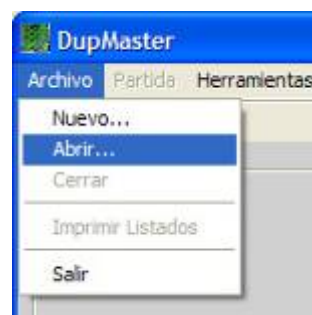 DupMaster
Archivo Partida Herramientas
Nuevo...
Abrir...
Cerrar
Imprimir Listados
Salir